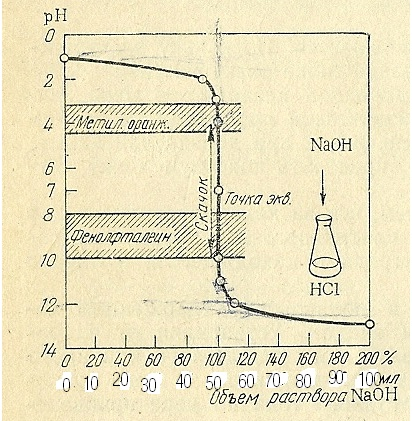 pH
0
2
4
6
7
8
10
12
14
Метил. оранж.
Скачок
Точка экв.
Фенолфталеин
NaOH
HCl
0 20 40 60 80 100 120 140 160 180 200 %
0 10 20 30 40 50 60 70 80 90 100 мл
Объем раствора NaOH